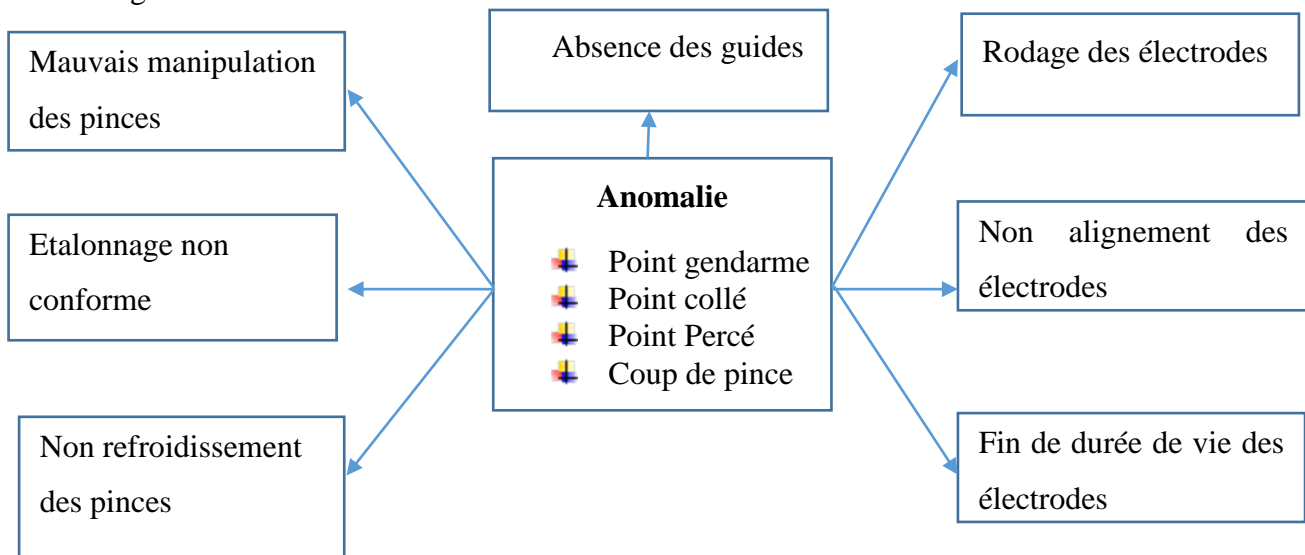 Absence des guides
Mauvais manipulation
des pinces
Rodage des électrodes
Anomalie
Point gendarme
Point collé
Point Percé
Coup de pince
Etalonnage non
conforme
Non alignement des
électrodes
Non refroidissement
des pinces
Fin de durée de vie des
électrodes